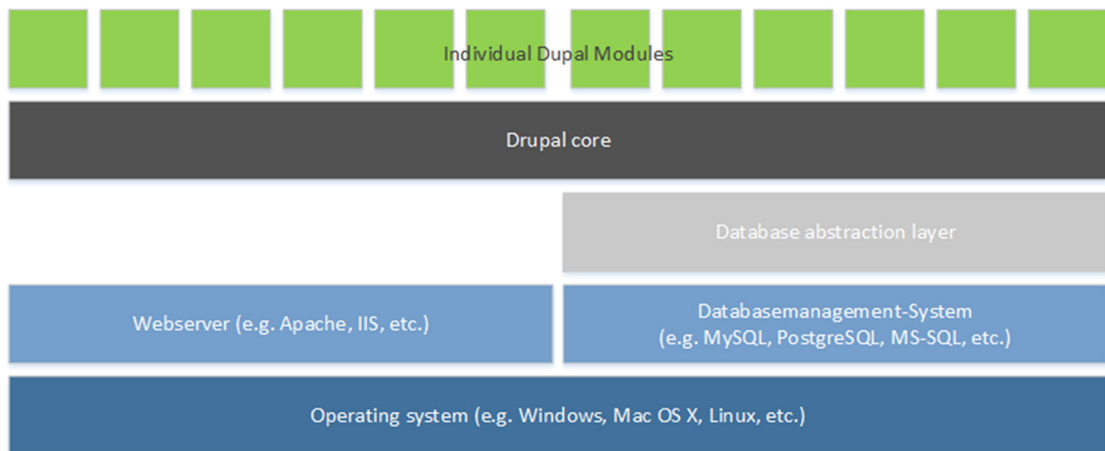 Individual Dupal Modules
Drupal core
Database abstraction layer
Webserver (e.g. Apache, IIS, etc.)
Databasemanagement-System
(e.g. MySQL, PostgreSQL, MS-SQL, etc.)
Operating system (e.g. Windows, Mac OS X, Linux, etc.)